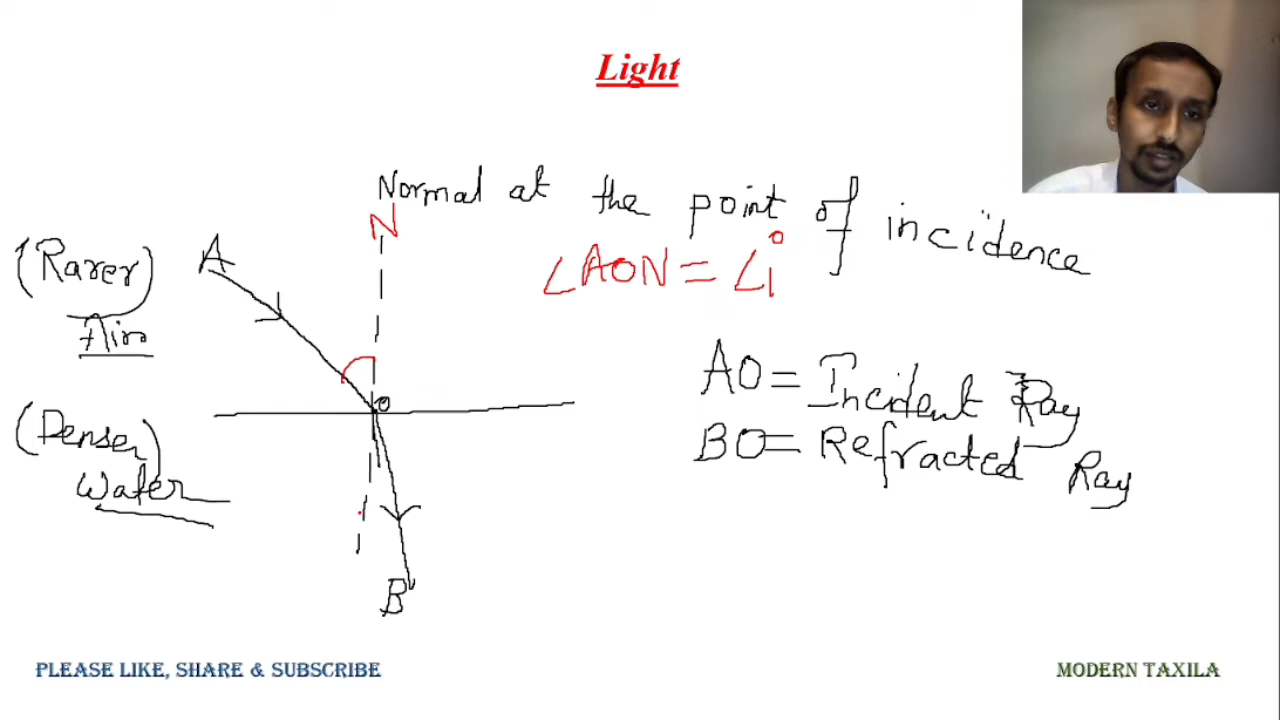 Light
Normal at the point of incidence
N
∠AON = ∠i
(Rarer)
Air
A
O
AO = Incident Ray
BO = Refracted Ray
(Denser)
Water
B
PLEASE LIKE, SHARE & SUBSCRIBE
MODERN TAXILA